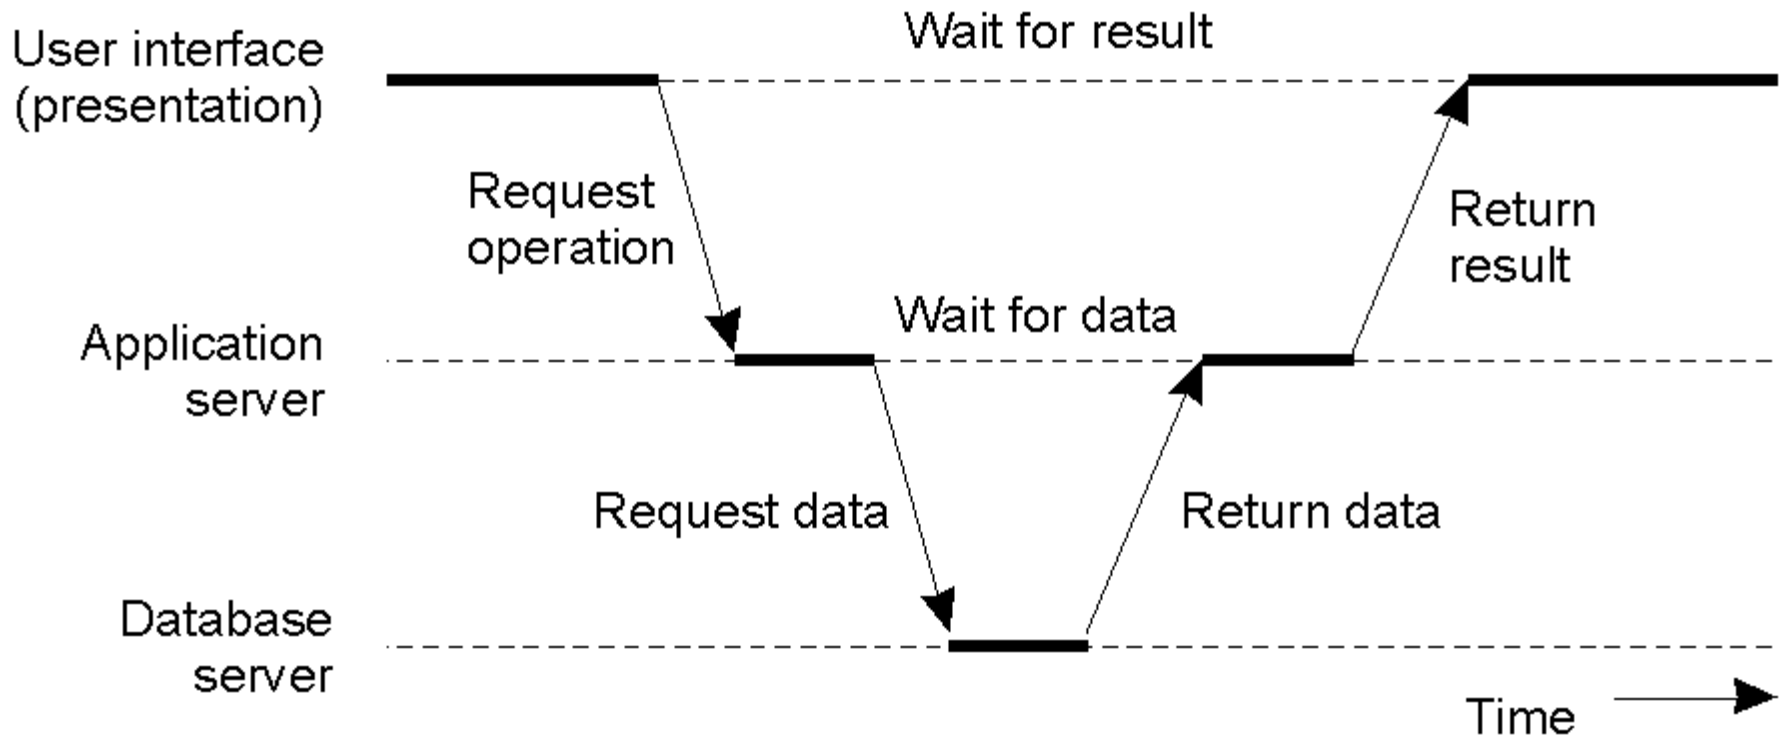 Wait for result
User interface
(presentation)
Request
operation
Return
result
Wait for data
Application
server
Request data
Return data
Database
server
Time